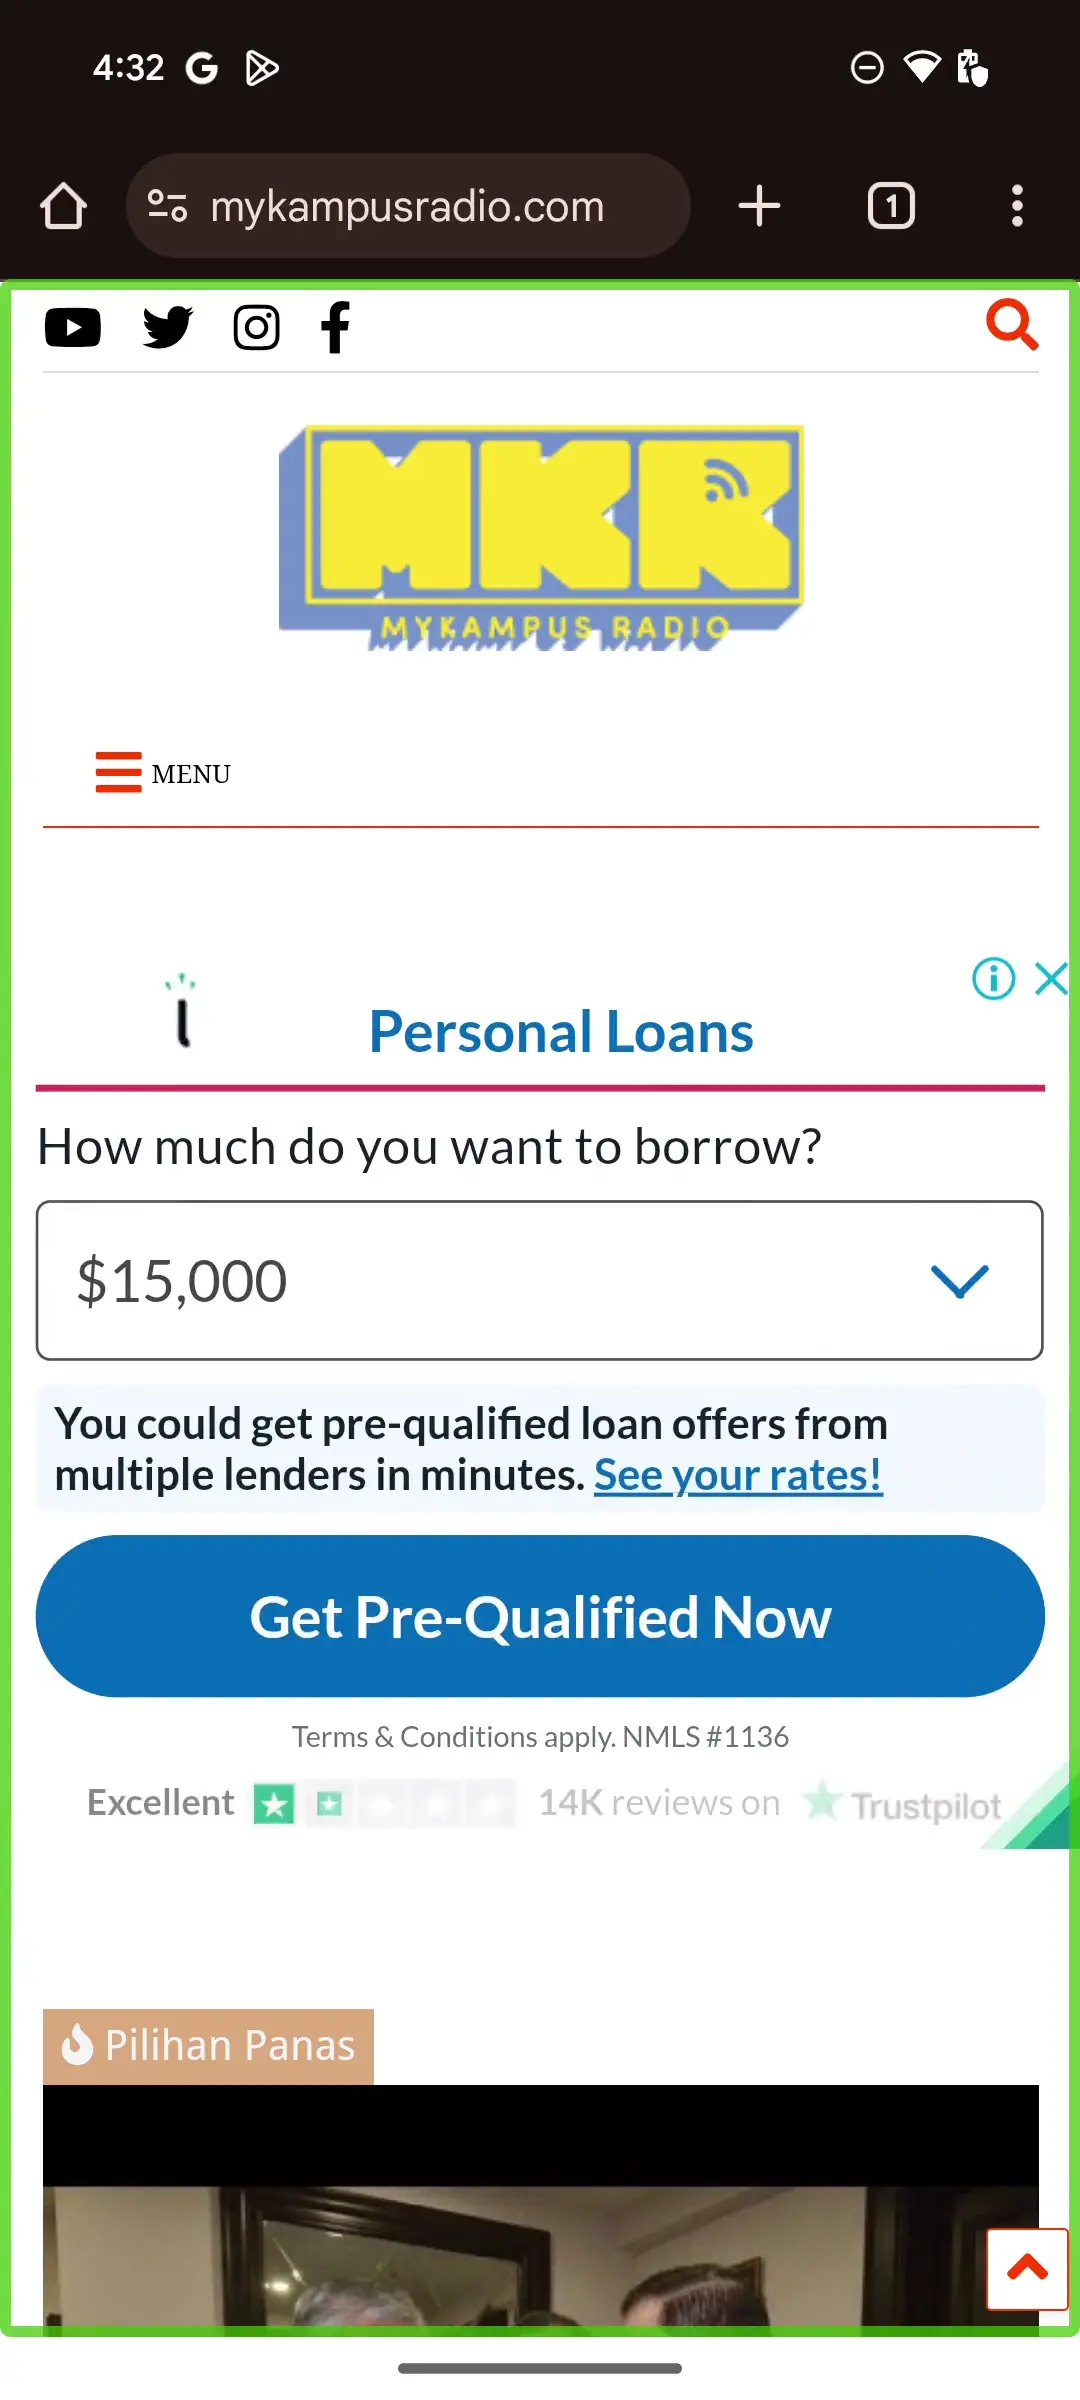 4:32
mykampusradio.com
1
MKR
MYKAMPUS RADIO
MENU
Personal Loans
How much do you want to borrow?
$15,000
You could get pre-qualified loan offers from
multiple lenders in minutes. See your rates!
Get Pre-Qualified Now
Terms & Conditions apply. NMLS #1136
Excellent 14K reviews on Trustpilot
Pilihan Panas